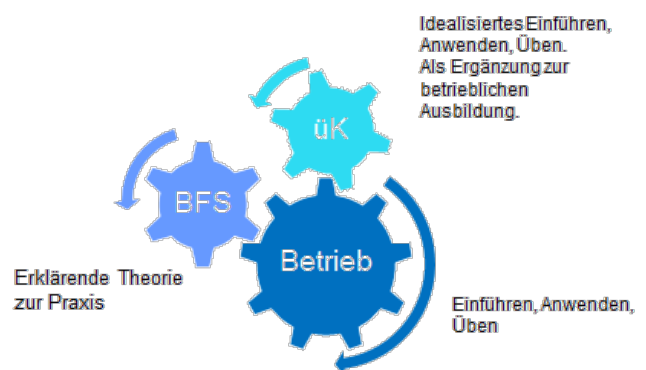 Idealisiertes Einführen,
Anwenden, Üben.
Als Ergänzung zur
betrieblichen
Ausbildung.
üK
BFS
Betrieb
Erklärende Theorie
zur Praxis
Einführen, Anwenden,
Üben